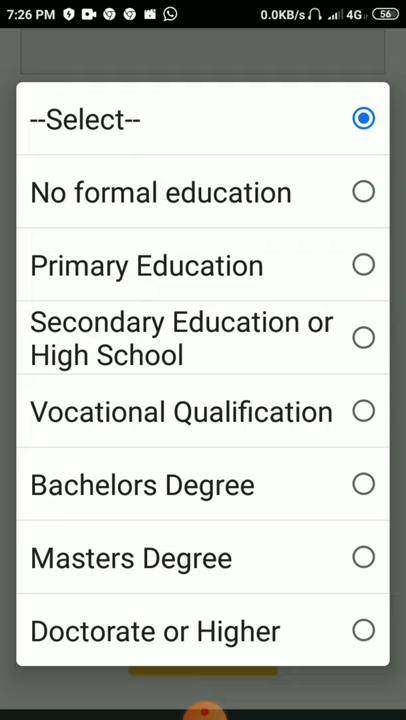 7:26 PM 0.0KB/s 4G 56
--Select--
No formal education
Primary Education
Secondary Education or
High School
Vocational Qualification
Bachelors Degree
Masters Degree
Doctorate or Higher